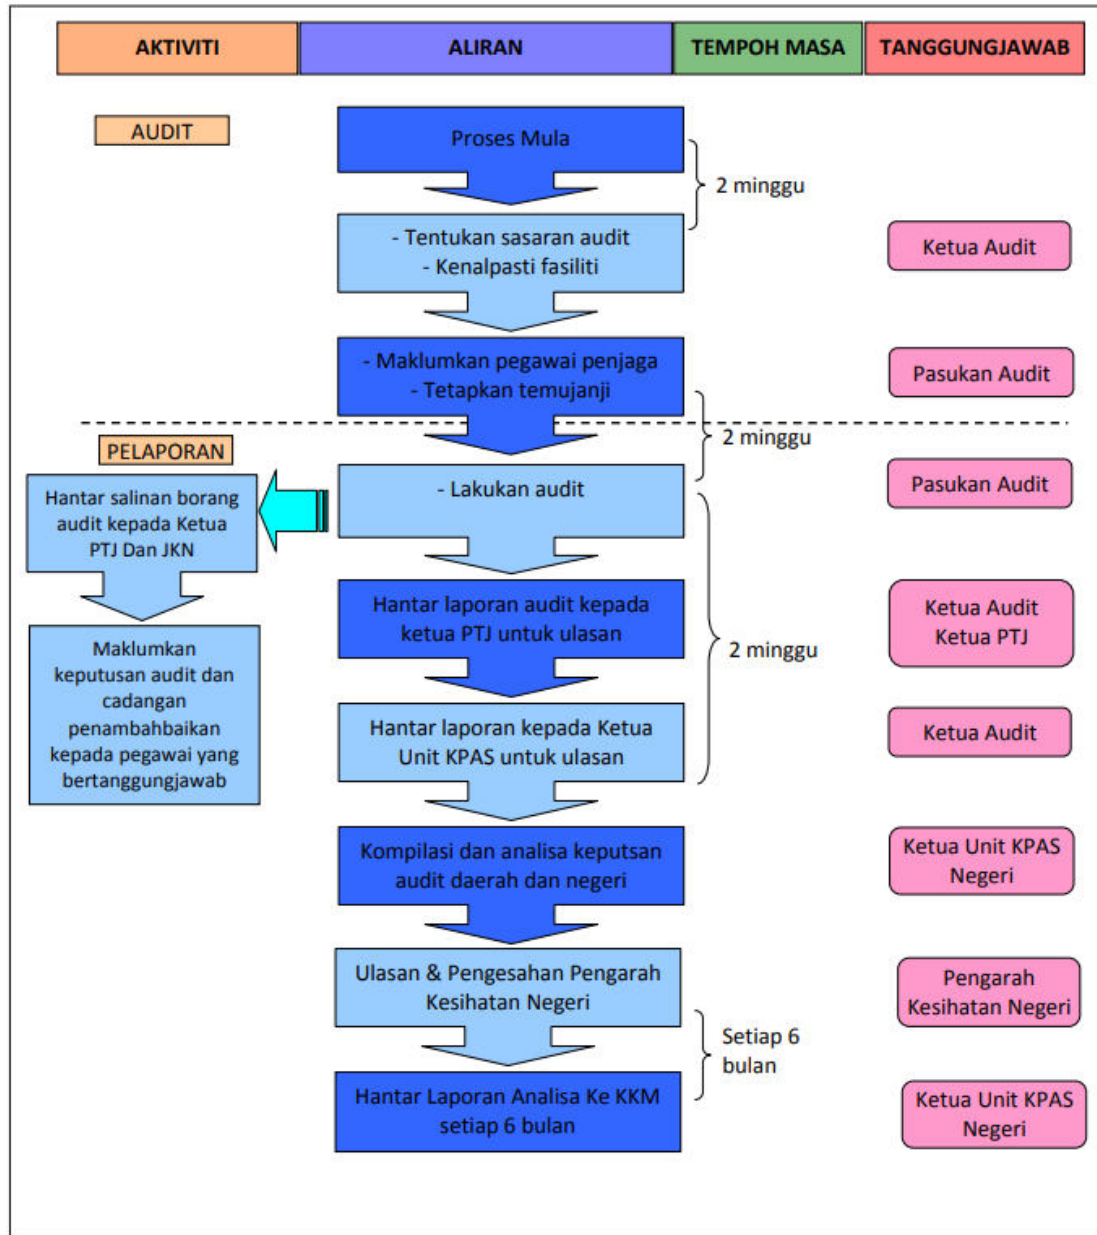 AKTIVITI
ALIRAN
TEMPOH MASA
TANGGUNGJAWAB
AUDIT
Proses Mula
2 minggu
- Tentukan sasaran audit
- Kenalpasti fasiliti
Ketua Audit
- Maklumkan pegawai penjaga
- Tetapkan temujanji
Pasukan Audit
2 minggu
PELAPORAN
- Lakukan audit
Pasukan Audit
Hantar salinan borang
audit kepada Ketua
PTJ Dan JKN
Maklumkan
keputusan audit dan
cadangan
penambahbaikan
kepada pegawai yang
bertanggungjawab
Hantar laporan audit kepada
ketua PTJ untuk ulasan
2 minggu
Ketua Audit
Ketua PTJ
Hantar laporan kepada Ketua
Unit KPAS untuk ulasan
Ketua Audit
Kompilasi dan analisa keputsan
audit daerah dan negeri
Ketua Unit KPAS
Negeri
Ulasan & Pengesahan Pengarah
Kesihatan Negeri
Pengarah
Kesihatan Negeri
Setiap 6
bulan
Hantar Laporan Analisa Ke KKM
setiap 6 bulan
Ketua Unit KPAS
Negeri